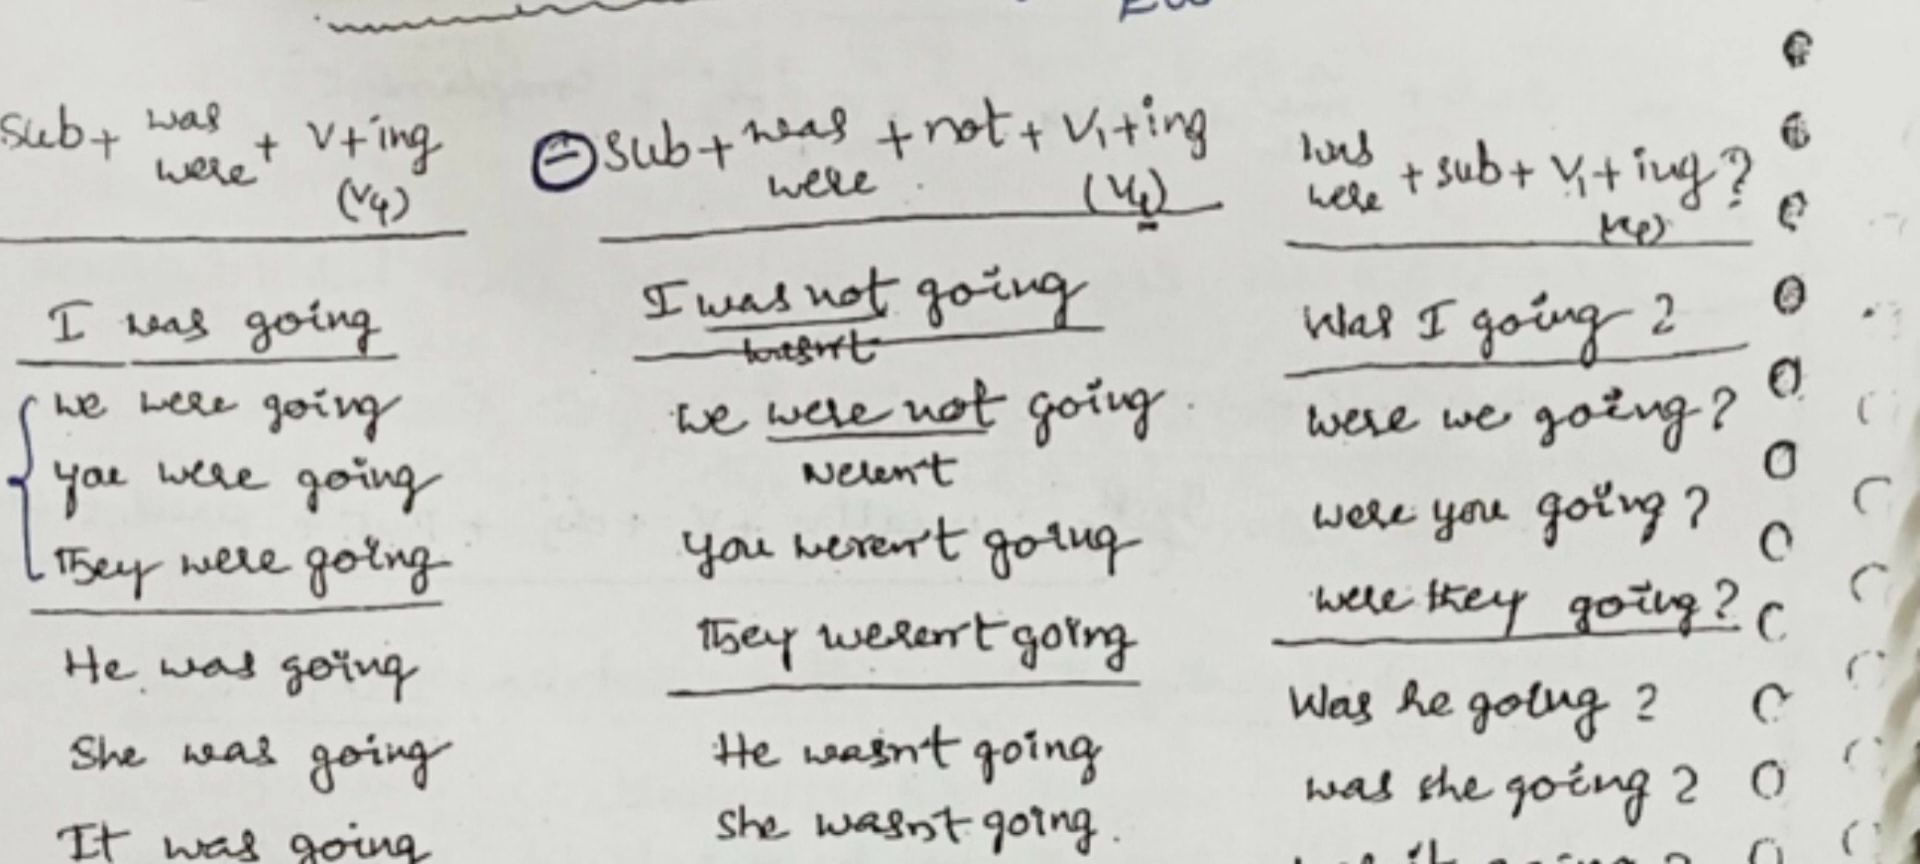 sub + was were + v+ing (v4)
I was going
we were going
you were going
They were going
He was going
She was going
It was going
⊖ sub + was were + not + v1+ing (v4)
I was not going
wasn't
we were not going
weren't
you weren't going
They weren't going
He wasn't going
She wasn't going.
was were + sub + v1+ing?
Was I going?
were we going?
were you going?
were they going?
Was he going?
was she going?